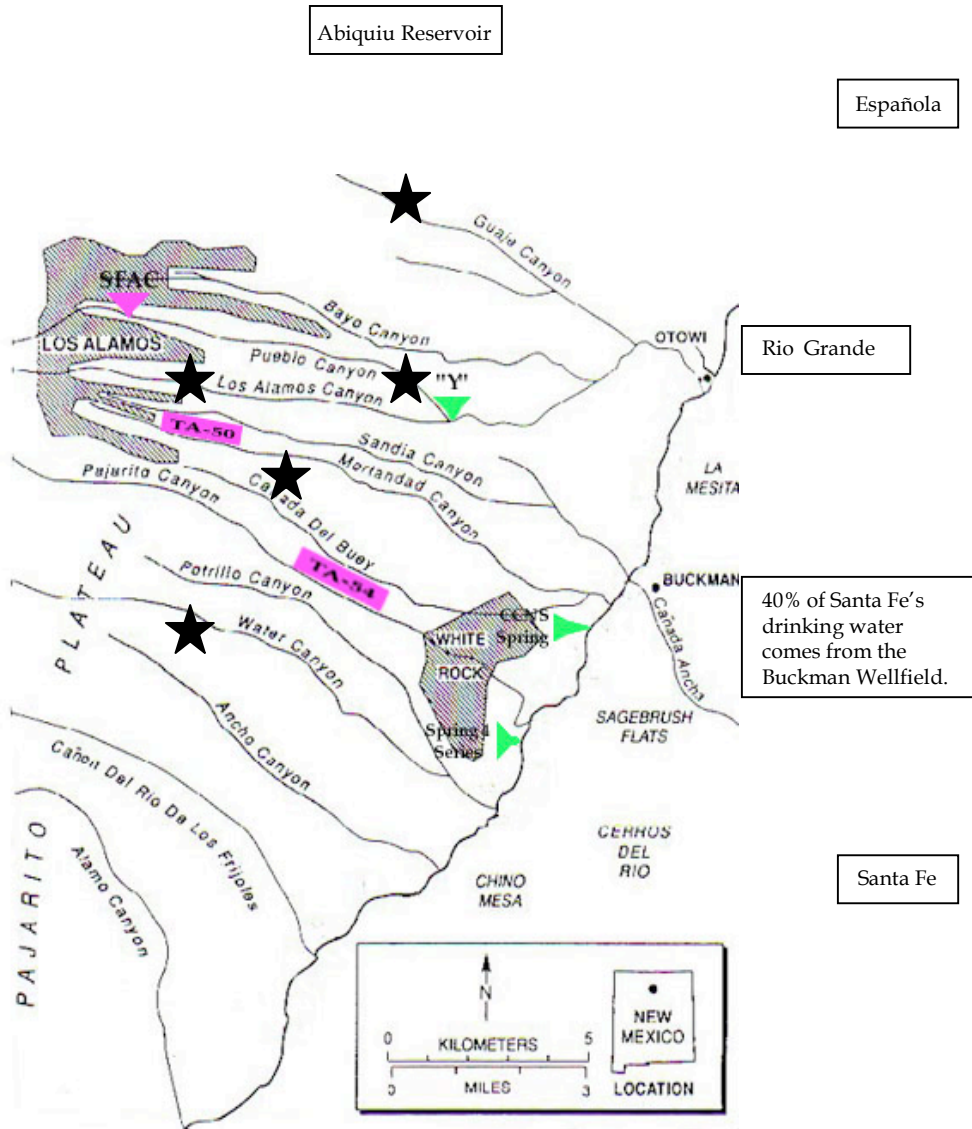 Abiquiu Reservoir
Española
Guaje Canyon
SFAC
Bayo Canyon
OTOWI
Rio Grande
LOS ALAMOS
Pueblo Canyon
"Y"
Los Alamos Canyon
TA-50
Sandia Canyon
Mortandad Canyon
LA
MESITA
Pajarito Canyon
Cañada Del Buey
TA-54
Potrillo Canyon
BUCKMAN
Cañada Ancha
40% of Santa Fe's
drinking water
comes from the
Buckman Wellfield.
CCNS
Spring
WHITE
ROCK
Water Canyon
SAGEBRUSH
FLATS
Spring 4
Series
Ancho Canyon
Cañon Del Rio De Los Frijoles
Alamo Canyon
PAJARITO PLATEAU
CERROS
DEL
RIO
CHINO
MESA
Santa Fe
N
0 KILOMETERS 5
0 MILES 3
NEW
MEXICO
LOCATION